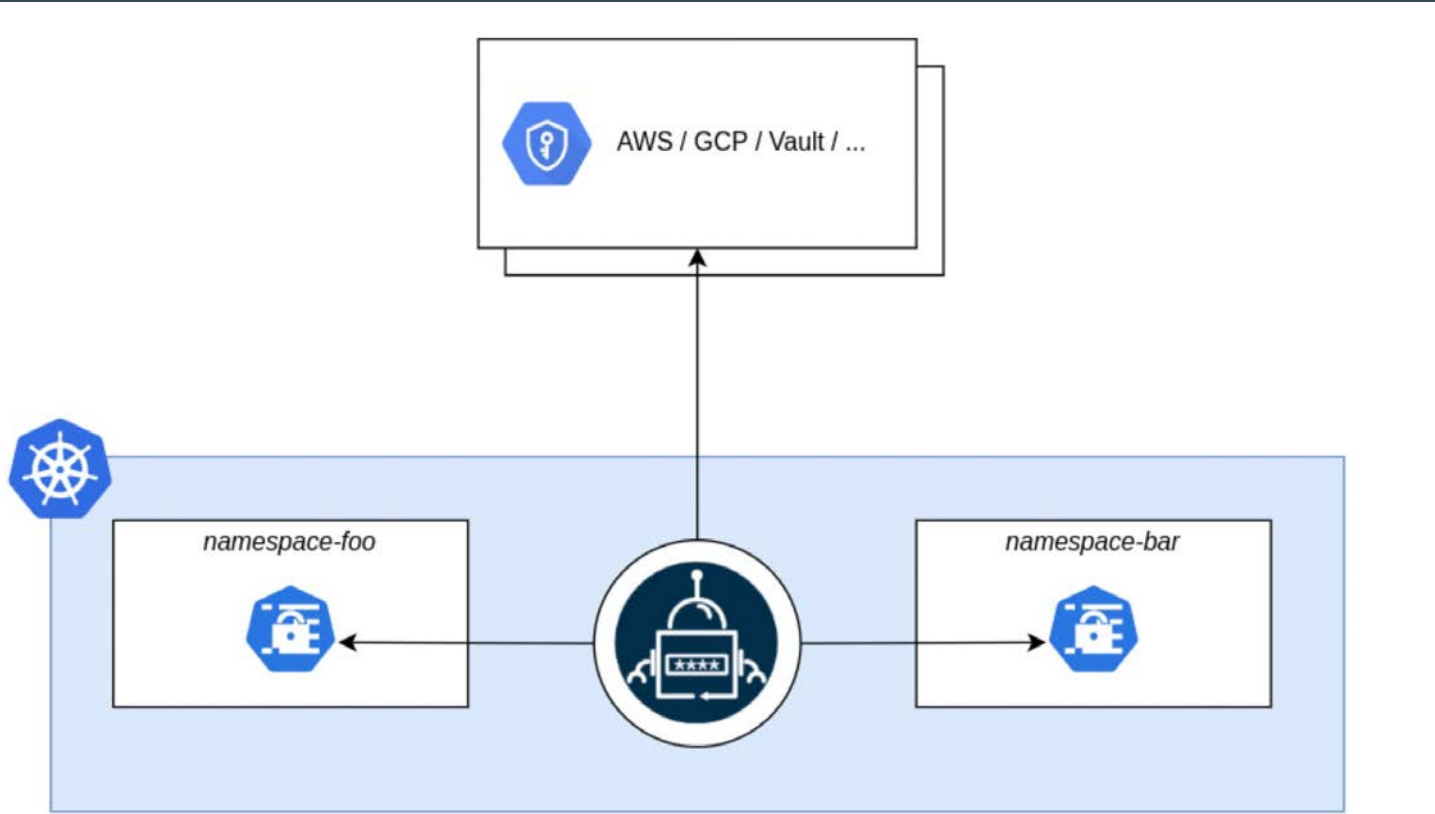 AWS / GCP / Vault / ...
namespace-foo
namespace-bar
****